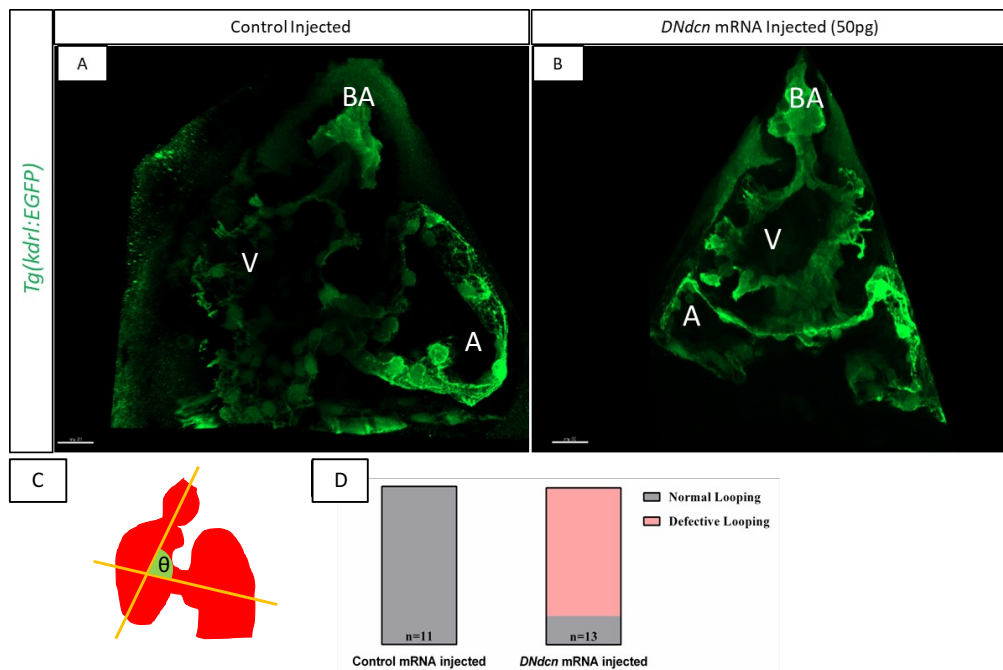 Control Injected
DNdcn mRNA Injected (50pg)
Tg(kdrl:EGFP)
A
BA
V
A
B
BA
V
A
C
θ
D
Normal Looping
Defective Looping
n=11
n=13
Control mRNA injected
DNdcn mRNA injected